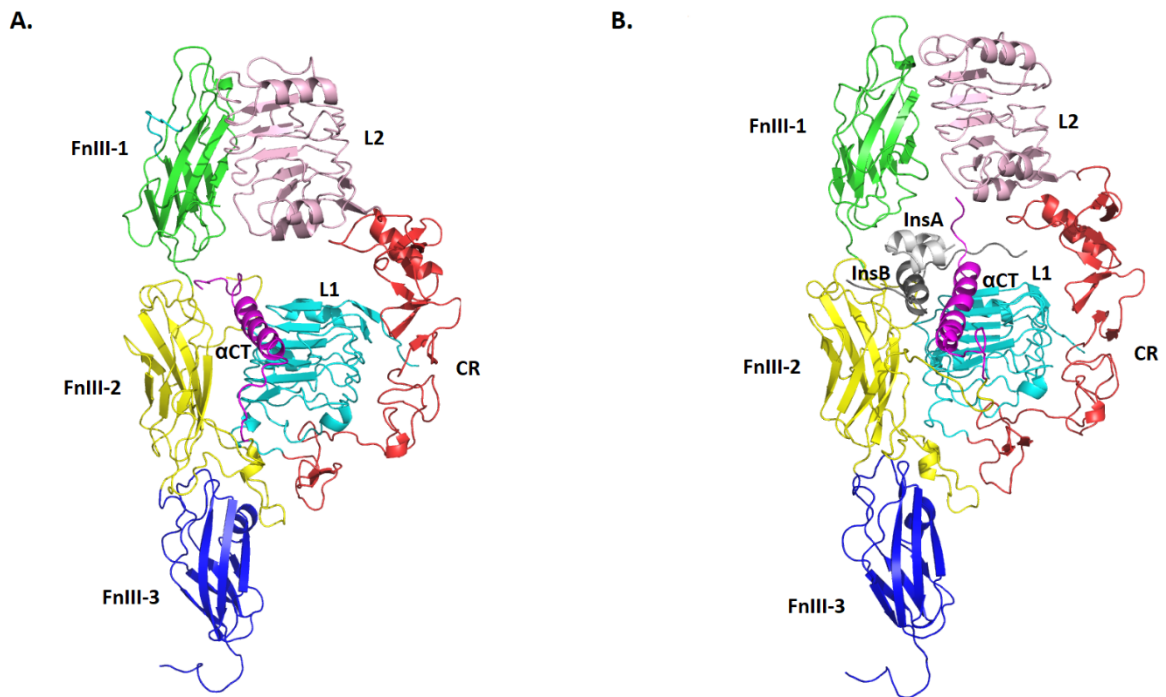 A.
FnIII-1
L2
L1
αCT
FnIII-2
CR
FnIII-3
B.
FnIII-1
L2
InsA
InsB
αCT
L1
FnIII-2
CR
FnIII-3